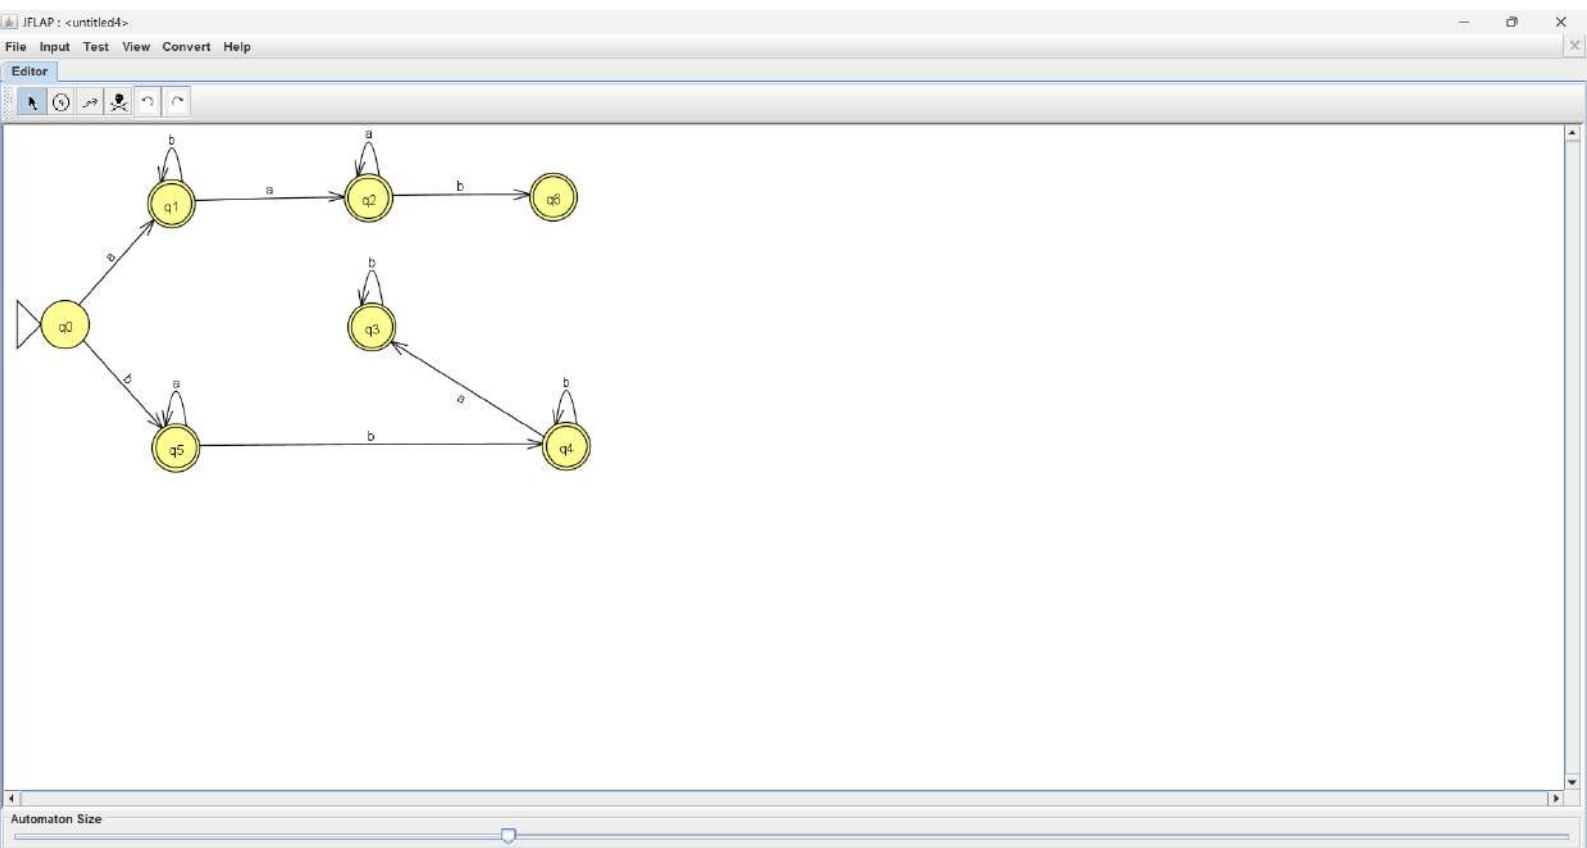 JFLAP : <untitled4>
File Input Test View Convert Help
Editor
b
a
q1
a
q2
b
q6
a
b
q0
q3
b
a
b
a
q5
b
q4
Automaton Size